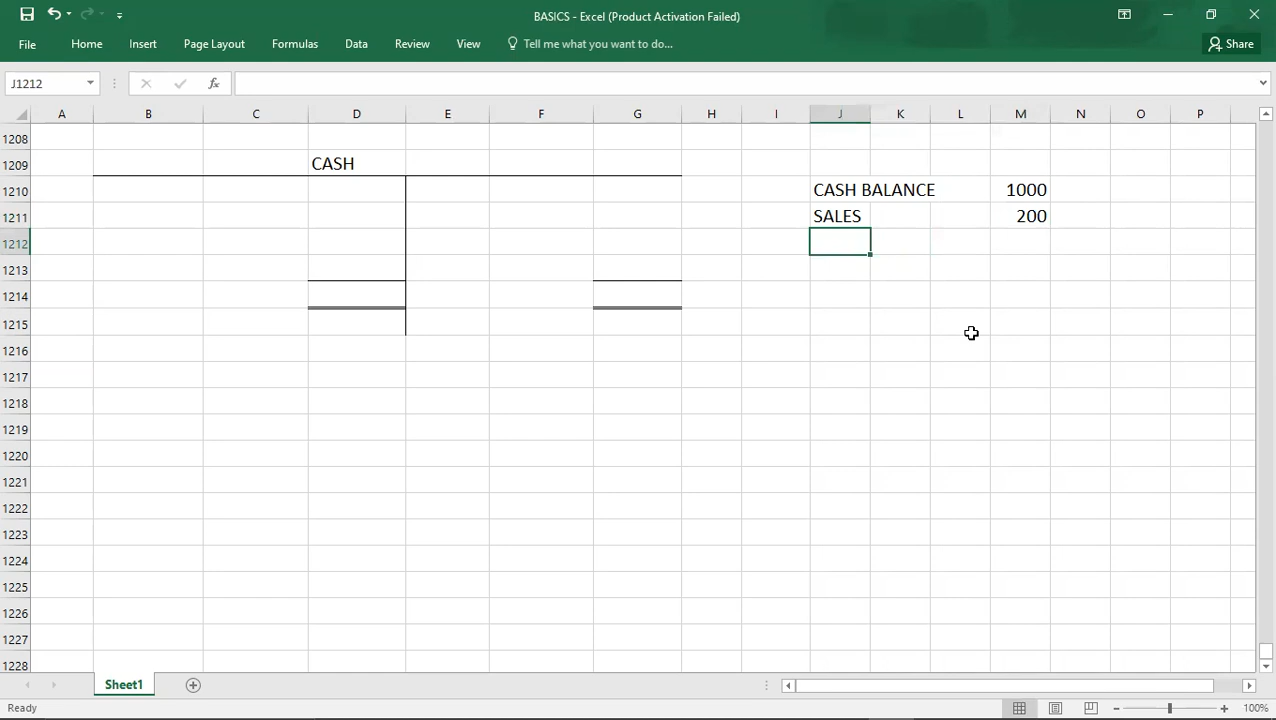 BASICS - Excel (Product Activation Failed)
File Home Insert Page Layout Formulas Data Review View Tell me what you want to do... Share
J1212 fx
A B C D E F G H I J K L M N O P
1208
1209 CASH
1210 CASH BALANCE 1000
1211 SALES 200
1212
1213
1214
1215
1216
1217
1218
1219
1220
1221
1222
1223
1224
1225
1226
1227
1228
Sheet1
Ready 100%